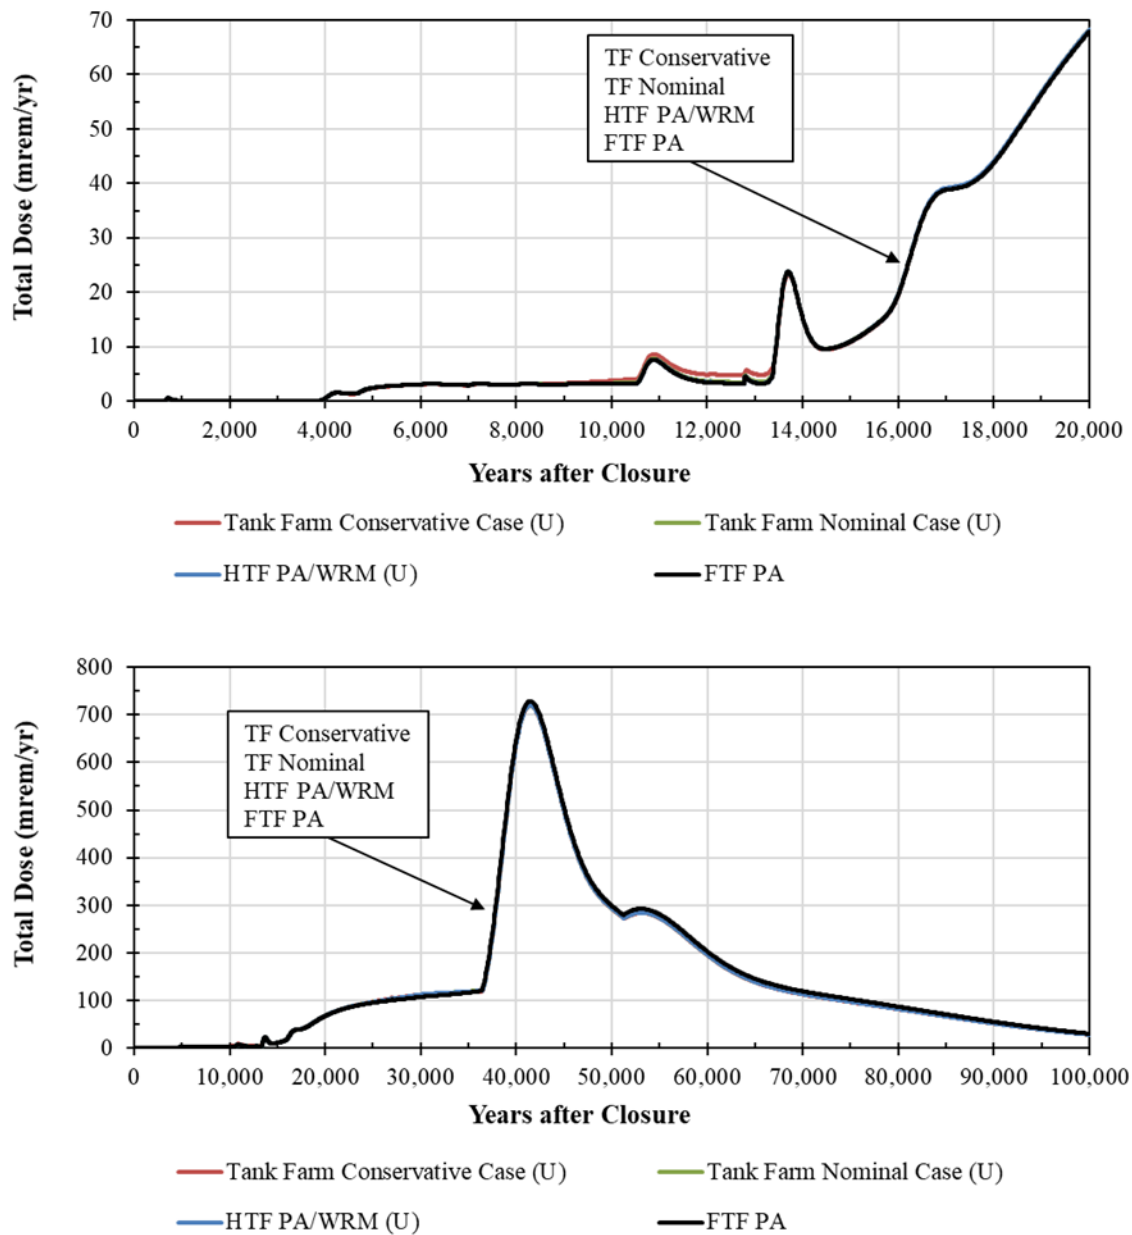 70
60
50
40
30
20
10
0
Total Dose (mrem/yr)
TF Conservative
TF Nominal
HTF PA/WRM
FTF PA
0 2,000 4,000 6,000 8,000 10,000 12,000 14,000 16,000 18,000 20,000
Years after Closure
Tank Farm Conservative Case (U) Tank Farm Nominal Case (U)
HTF PA/WRM (U) FTF PA
800
700
600
500
400
300
200
100
0
Total Dose (mrem/yr)
TF Conservative
TF Nominal
HTF PA/WRM
FTF PA
0 10,000 20,000 30,000 40,000 50,000 60,000 70,000 80,000 90,000 100,000
Years after Closure
Tank Farm Conservative Case (U) Tank Farm Nominal Case (U)
HTF PA/WRM (U) FTF PA